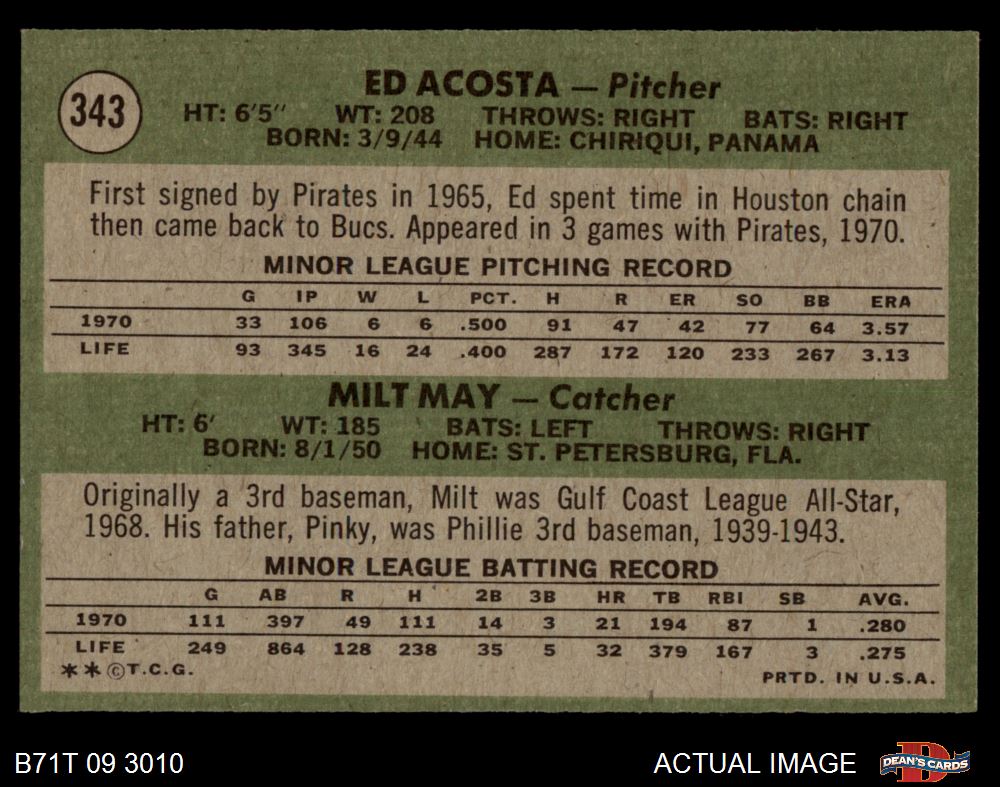 343
ED ACOSTA — Pitcher
HT: 6'5" WT: 208 THROWS: RIGHT BATS: RIGHT
BORN: 3/9/44 HOME: CHIRIQUI, PANAMA
First signed by Pirates in 1965, Ed spent time in Houston chain
then came back to Bucs. Appeared in 3 games with Pirates, 1970.
MINOR LEAGUE PITCHING RECORD
G IP W L PCT. H R ER SO BB ERA
1970 33 106 6 6 .500 91 47 42 77 64 3.57
LIFE 93 345 16 24 .400 287 172 120 233 267 3.13
MILT MAY — Catcher
HT: 6' WT: 185 BATS: LEFT THROWS: RIGHT
BORN: 8/1/50 HOME: ST. PETERSBURG, FLA.
Originally a 3rd baseman, Milt was Gulf Coast League All-Star,
1968. His father, Pinky, was Phillie 3rd baseman, 1939-1943.
MINOR LEAGUE BATTING RECORD
G AB R H 2B 3B HR TB RBI SB AVG.
1970 111 397 49 111 14 3 21 194 87 1 .280
LIFE 249 864 128 238 35 5 32 379 167 3 .275
**©T.C.G.
PRTD. IN U.S.A.
B71T 09 3010 ACTUAL IMAGE DEAN'S CARDS